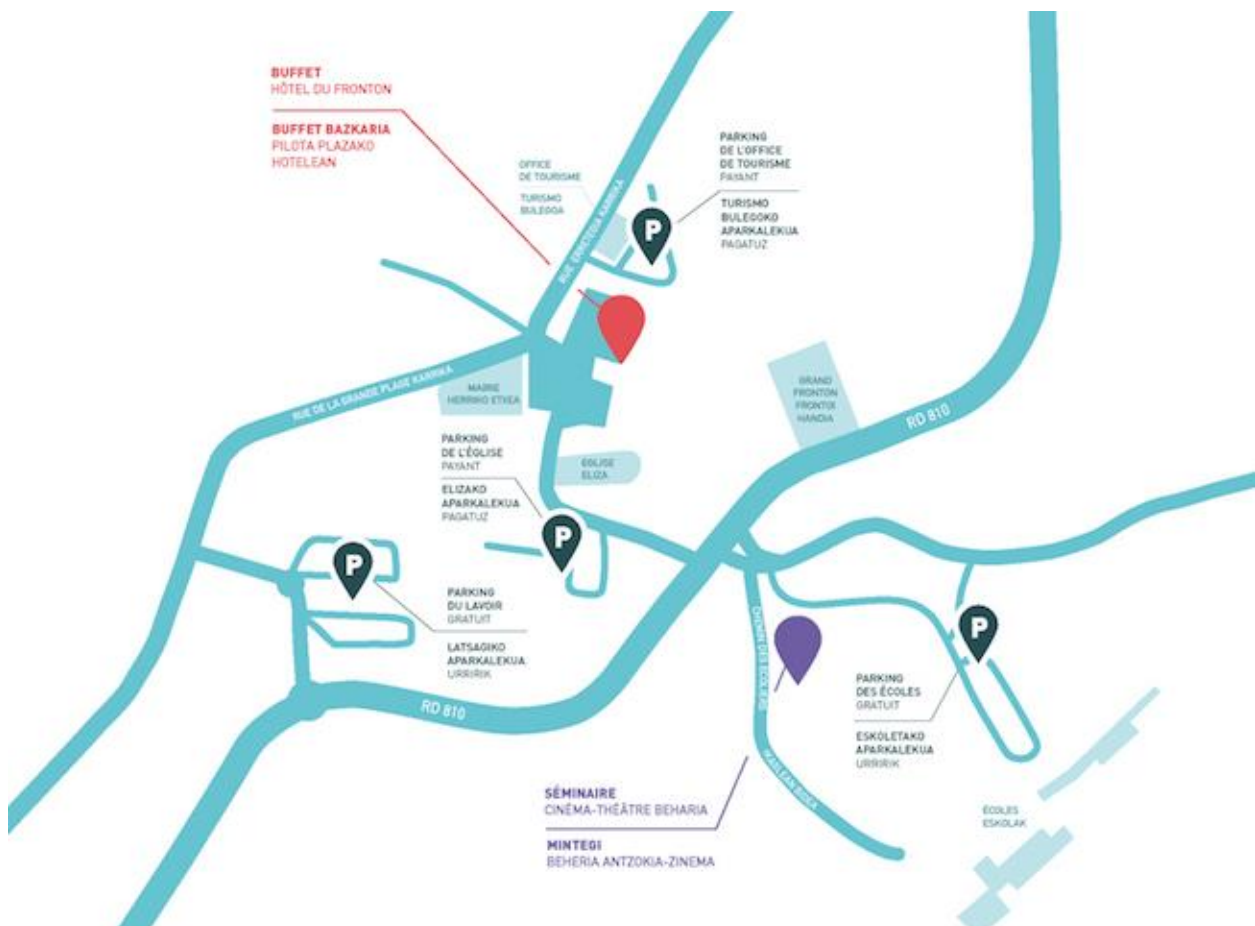 BUFFET
HÔTEL DU FRONTON
BUFFET BAZKARIA
PILOTA PLAZAKO
HOTELEAN
OFFICE
DE TOURISME
TURISMO
BULEGOA
PARKING
DE L'OFFICE
DE TOURISME
PAYANT
TURISMO
BULEGOKO
APARKALEKUA
PAGATUZ
P
RUE ERRETEGIA KARRIKA
RUE DE LA GRANDE PLAGE KARRIKA
MAIRIE
HERRIKO ETXEA
GRAND
FRONTON
FRONTOI
HANDIA
RD 810
PARKING
DE L'ÉGLISE
PAYANT
ELIZAKO
APARKALEKUA
PAGATUZ
ÉGLISE
ELIZA
P
P
PARKING
DU LAVOIR
GRATUIT
LATSAGIKO
APARKALEKUA
URRIRIK
RD 810
CHEMIN DES ÉCOLIERS
IKASLEAN BIDEA
P
PARKING
DES ÉCOLES
GRATUIT
ESKOLETAKO
APARKALEKUA
URRIRIK
SÉMINAIRE
CINÉMA-THÉÂTRE BEHARIA
MINTEGI
BEHERIA ANTZOKIA-ZINEMA
ÉCOLES
ESKOLAK